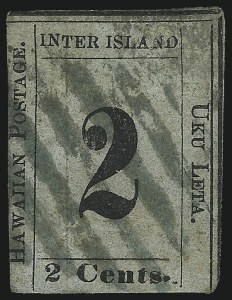 INTER ISLAND
HAWAIIAN POSTAGE.
2
UKU LETA.
2 Cents.